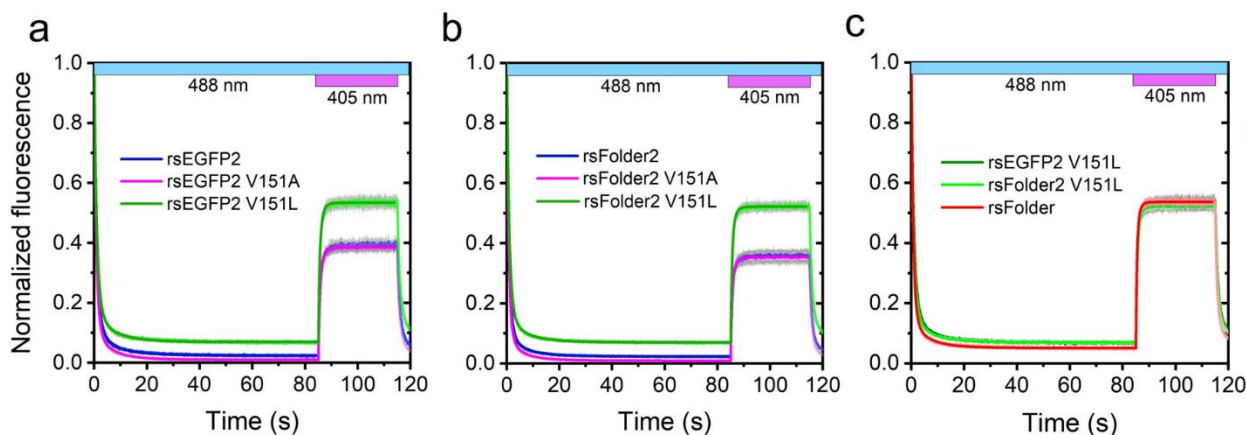 a
b
c
Normalized fluorescence
1.0
0.8
0.6
0.4
0.2
0.0
488 nm
405 nm
rsEGFP2
rsEGFP2 V151A
rsEGFP2 V151L
0 20 40 60 80 100 120
Time (s)
1.0
0.8
0.6
0.4
0.2
0.0
488 nm
405 nm
rsFolder2
rsFolder2 V151A
rsFolder2 V151L
0 20 40 60 80 100 120
Time (s)
1.0
0.8
0.6
0.4
0.2
0.0
488 nm
405 nm
rsEGFP2 V151L
rsFolder2 V151L
rsFolder
0 20 40 60 80 100 120
Time (s)